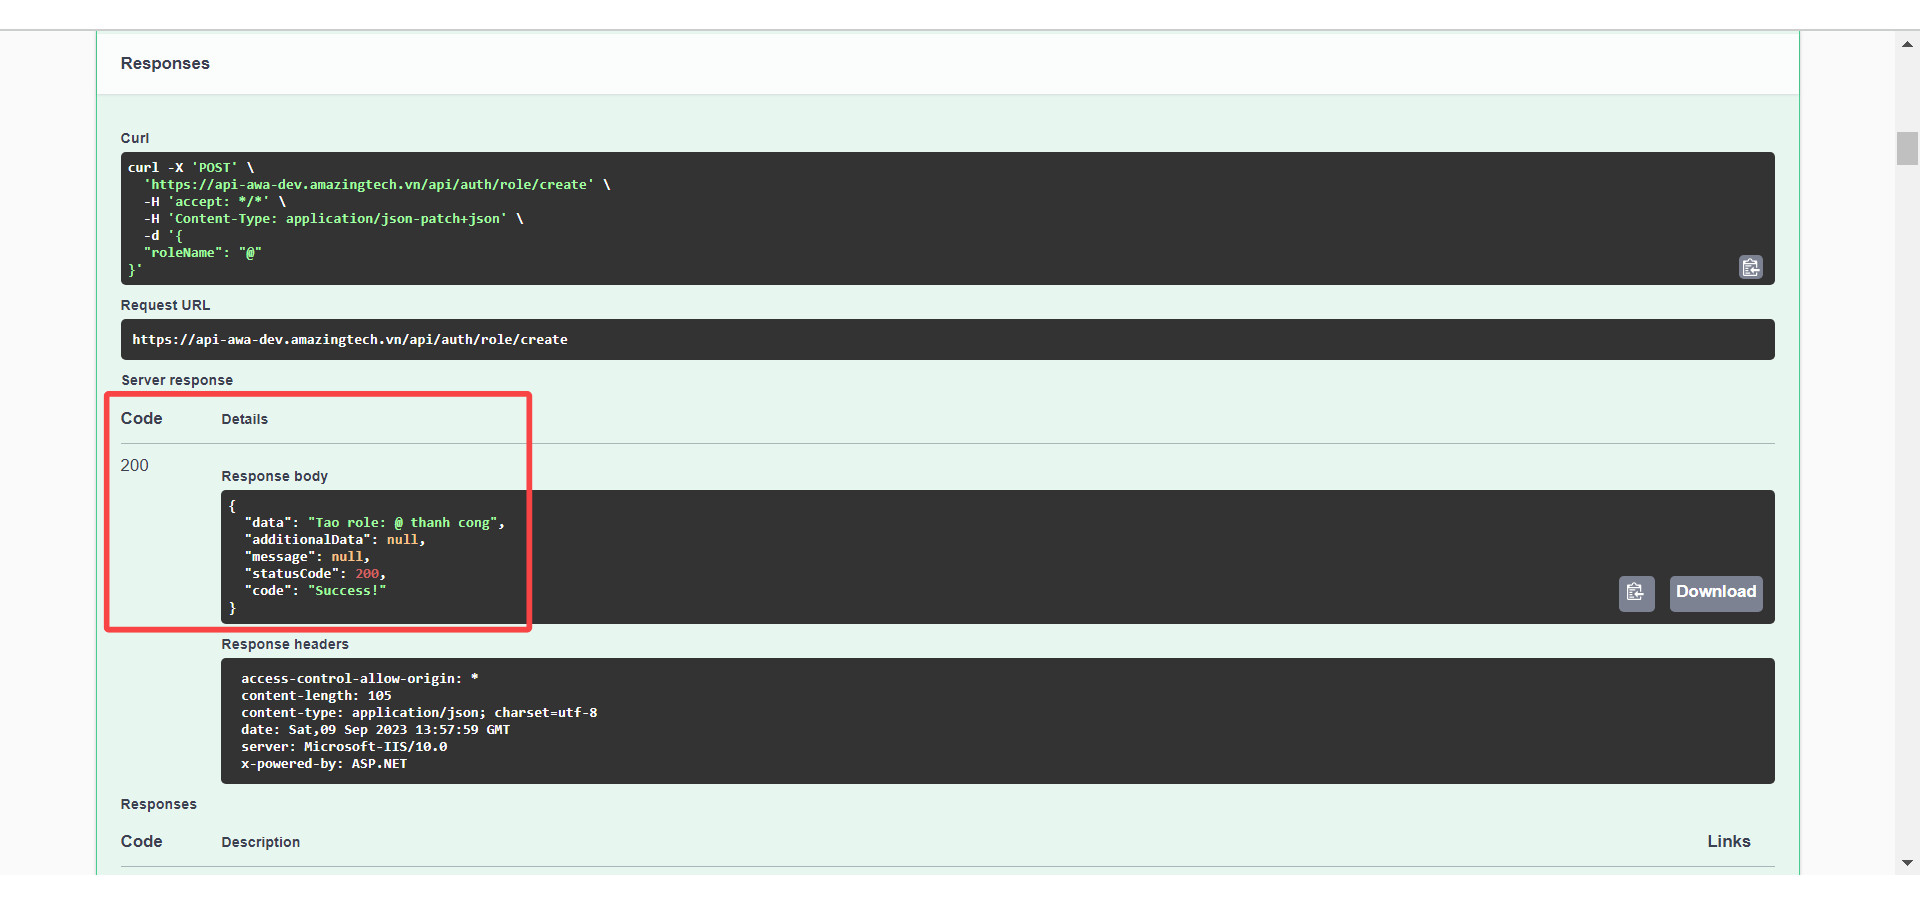 Responses
Curl
curl -X 'POST' \
'https://api-awa-dev.amazingtech.vn/api/auth/role/create' \
-H 'accept: */*' \
-H 'Content-Type: application/json-patch+json' \
-d '{
"roleName": "@"
}'
Request URL
https://api-awa-dev.amazingtech.vn/api/auth/role/create
Server response
Code Details
200
Response body
{
"data": "Tao role: @ thanh cong",
"additionalData": null,
"message": null,
"statusCode": 200,
"code": "Success!"
}
Download
Response headers
access-control-allow-origin: *
content-length: 105
content-type: application/json; charset=utf-8
date: Sat,09 Sep 2023 13:57:59 GMT
server: Microsoft-IIS/10.0
x-powered-by: ASP.NET
Responses
Code Description Links